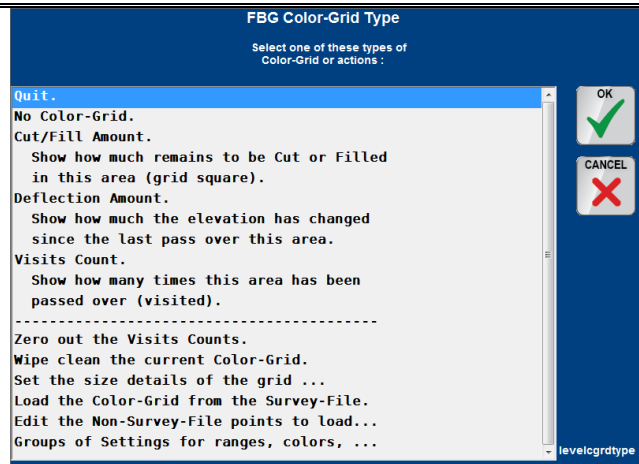 FBG Color-Grid Type
Select one of these types of
Color-Grid or actions :
Quit.
No Color-Grid.
Cut/Fill Amount.
Show how much remains to be Cut or Filled
in this area (grid square).
Deflection Amount.
Show how much the elevation has changed
since the last pass over this area.
Visits Count.
Show how many times this area has been
passed over (visited).
-----------------------------------------
Zero out the Visits Counts.
Wipe clean the current Color-Grid.
Set the size details of the grid ...
Load the Color-Grid from the Survey-File.
Edit the Non-Survey-File points to load...
Groups of Settings for ranges, colors, ...
OK
CANCEL
levelcgrdtype